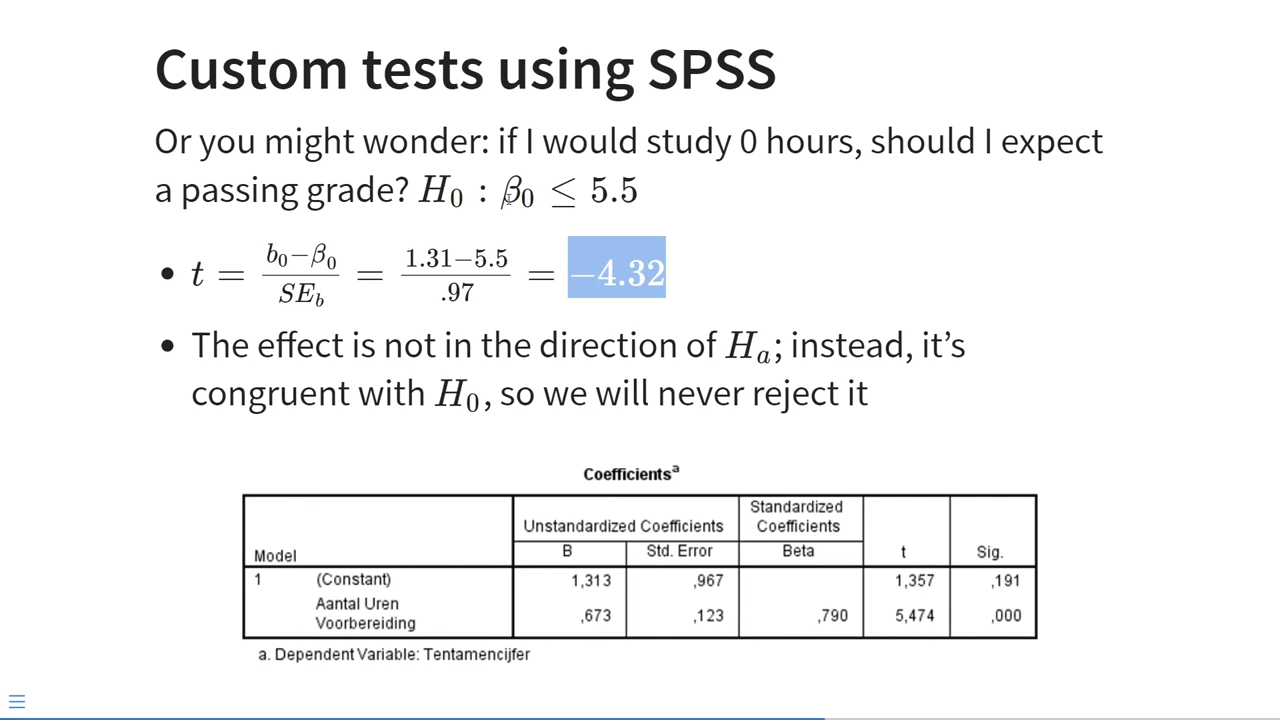 Custom tests using SPSS
Or you might wonder: if I would study 0 hours, should I expect
a passing grade? H₀ : β₀ ≤ 5.5
• t = (b₀−β₀)/SE_b = (1.31−5.5)/.97 = −4.32
• The effect is not in the direction of Hₐ; instead, it’s
congruent with H₀, so we will never reject it
Coefficientsᵃ
Model Unstandardized Coefficients Standardized Coefficients t Sig.
B Std. Error Beta
1 (Constant) 1,313 ,967 1,357 ,191
Aantal Uren Voorbereiding ,673 ,123 ,790 5,474 ,000
a. Dependent Variable: Tentamencijfer